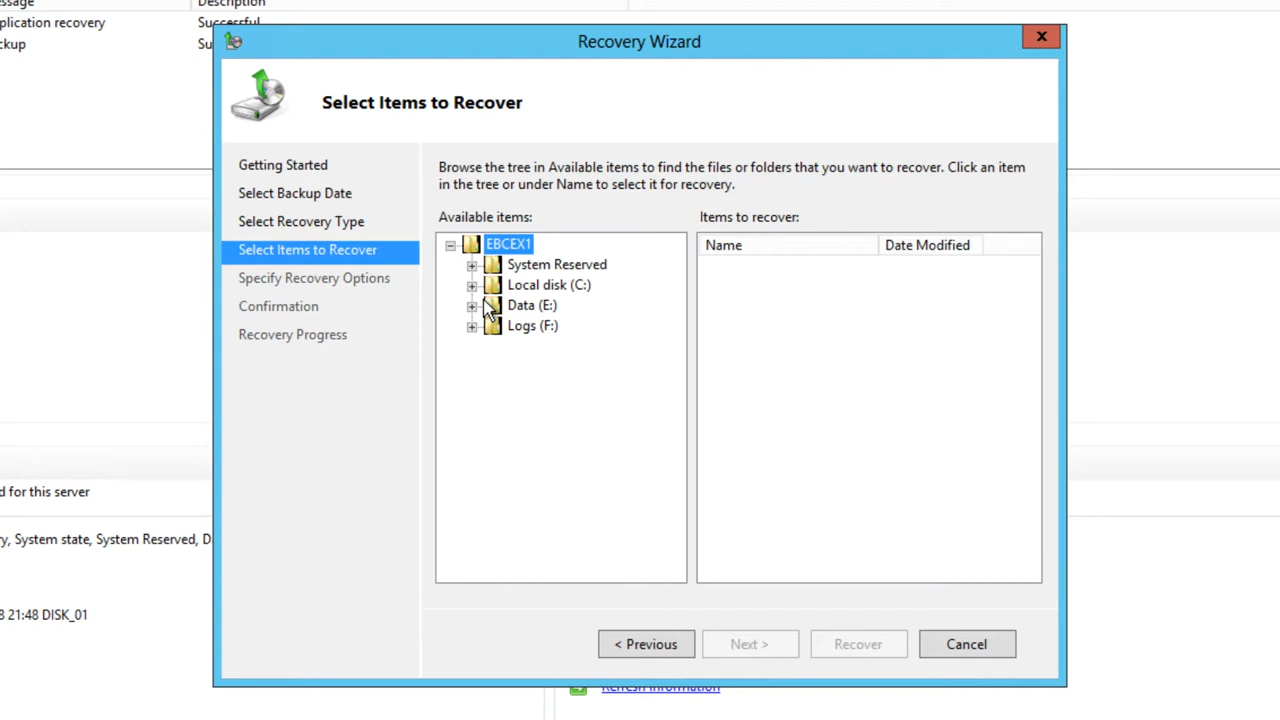 essage
Description
plication recovery
Successful
ckup
Su
Recovery Wizard
x
Select Items to Recover
Getting Started
Select Backup Date
Select Recovery Type
Select Items to Recover
Specify Recovery Options
Confirmation
Recovery Progress
Browse the tree in Available items to find the files or folders that you want to recover. Click an item
in the tree or under Name to select it for recovery.
Available items:
EBCEX1
System Reserved
Local disk (C:)
Data (E:)
Logs (F:)
Items to recover:
Name
Date Modified
d for this server
ry, System state, System Reserved, D
8 21:48 DISK_01
< Previous
Next >
Recover
Cancel
Refresh information